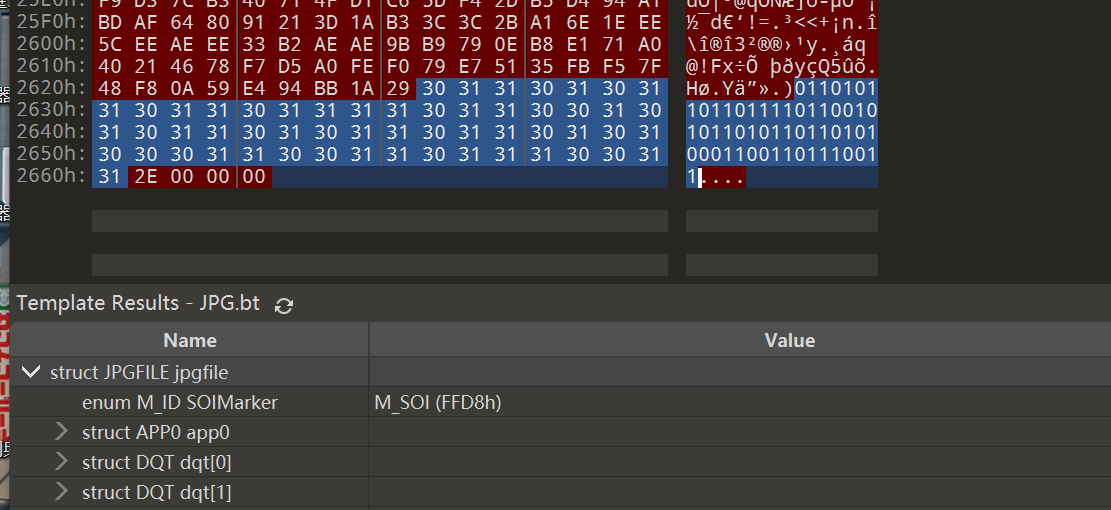 25E0h: F9 D3 7C B3 40 71 4F D1 C6 5D F4 2D B5 D4 94 A1
25F0h: BD AF 64 80 91 21 3D 1A B3 3C 3C 2B A1 6E 1E EE ½¯d€‘!=.³<<+¡n.î
2600h: 5C EE AE EE 33 B2 AE AE 9B B9 79 0E B8 E1 71 A0 \î®î3²®®›¹y.¸áq
2610h: 40 21 46 78 F7 D5 A0 FE F0 79 E7 51 35 FB F5 7F @!Fx÷Õ þðyçQ5ûõ.
2620h: 48 F8 0A 59 E4 94 BB 1A 29 30 31 31 30 31 30 31 Hø.Yä”».)0110101
2630h: 31 30 31 31 30 31 31 31 31 30 31 31 30 30 31 30 1011011110110010
2640h: 31 30 31 31 30 31 30 31 31 30 31 31 30 31 30 31 1011010110110101
2650h: 30 30 30 31 31 30 30 31 31 30 31 31 31 30 30 31 0001100110111001
2660h: 31 2E 00 00 00 1....
Template Results - JPG.bt
Name Value
struct JPGFILE jpgfile
enum M_ID SOIMarker M_SOI (FFD8h)
struct APP0 app0
struct DQT dqt[0]
struct DQT dqt[1]